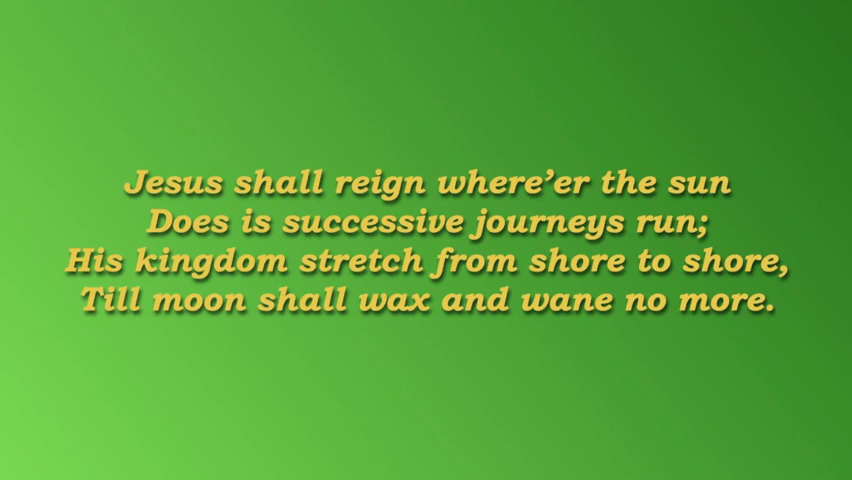 Jesus shall reign where’er the sun
Does is successive journeys run;
His kingdom stretch from shore to shore,
Till moon shall wax and wane no more.